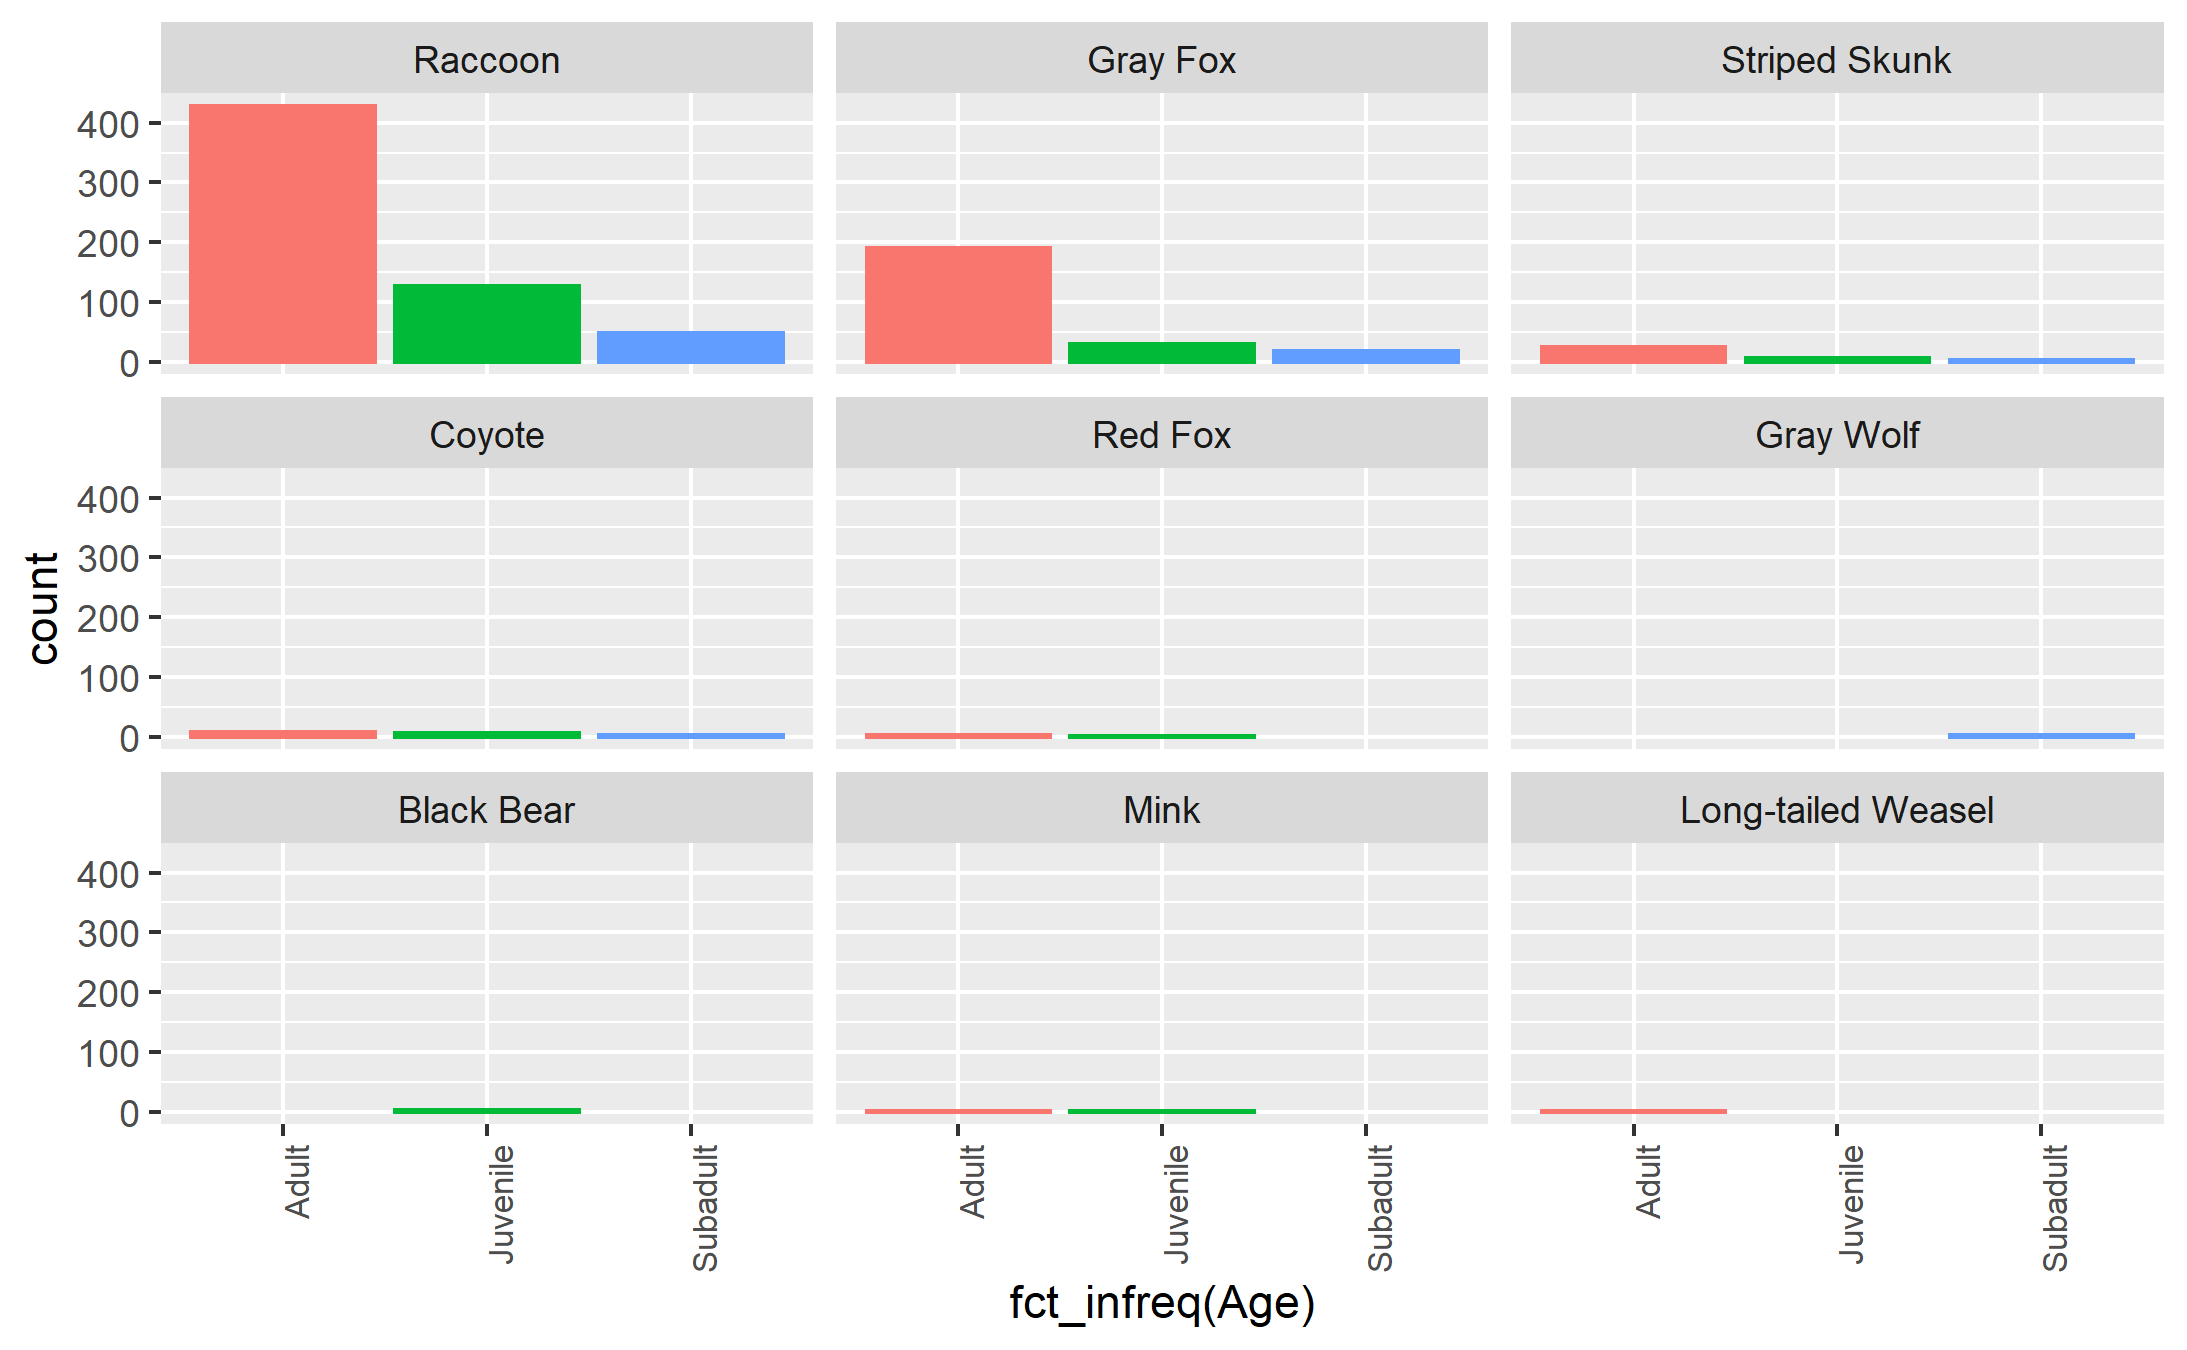 Raccoon
Gray Fox
Striped Skunk
400
300
200
100
0
Coyote
Red Fox
Gray Wolf
400
300
200
100
0
Black Bear
Mink
Long-tailed Weasel
400
300
200
100
0
count
Adult
Juvenile
Subadult
Adult
Juvenile
Subadult
Adult
Juvenile
Subadult
fct_infreq(Age)